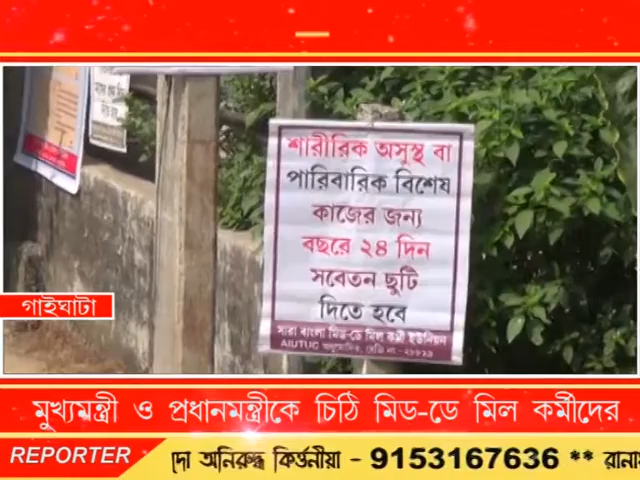 শারীরিক অসুস্থ বা
পারিবারিক বিশেষ
কাজের জন্য
বছরে ২৪ দিন
সবেতন ছুটি
দিতে হবে
সারা বাংলা মিড-ডে মিল কর্মী ইউনিয়ন
AIUTUC অনুমোদিত, রেজি নং -
গাইঘাটা
মুখ্যমন্ত্রী ও প্রধানমন্ত্রীকে চিঠি মিড-ডে মিল কর্মীদের
REPORTER
দো অনিরুদ্ধ কির্ত্তনীয়া - 9153167636 ** রানা